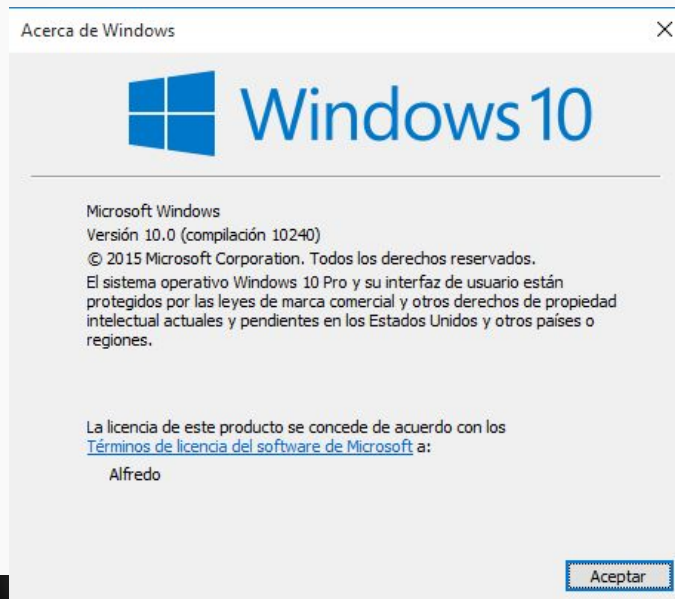 Acerca de Windows
Windows 10
Microsoft Windows
Versión 10.0 (compilación 10240)
© 2015 Microsoft Corporation. Todos los derechos reservados.
El sistema operativo Windows 10 Pro y su interfaz de usuario están
protegidos por las leyes de marca comercial y otros derechos de propiedad
intelectual actuales y pendientes en los Estados Unidos y otros países o
regiones.
La licencia de este producto se concede de acuerdo con los
Términos de licencia del software de Microsoft a:
Alfredo
Aceptar